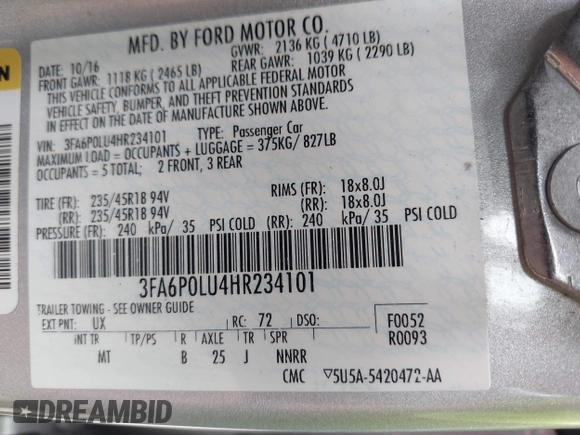 MFD. BY FORD MOTOR CO.
DATE: 10/16 GVWR: 2136 KG ( 4710 LB)
FRONT GAWR: 1118 KG ( 2465 LB) REAR GAWR: 1039 KG ( 2290 LB)
THIS VEHICLE CONFORMS TO ALL APPLICABLE FEDERAL MOTOR
VEHICLE SAFETY, BUMPER, AND THEFT PREVENTION STANDARDS
IN EFFECT ON THE DATE OF MANUFACTURE SHOWN ABOVE.
VIN: 3FA6P0LU4HR234101 TYPE: Passenger Car
MAXIMUM LOAD = OCCUPANTS + LUGGAGE = 375KG/ 827LB
OCCUPANTS = 5 TOTAL; 2 FRONT, 3 REAR
TIRE (FR): 235/45R18 94V RIMS (FR): 18x8.0J
(RR): 235/45R18 94V (RR): 18x8.0J
PRESSURE (FR): 240 kPa/ 35 PSI COLD (RR): 240 kPa/ 35 PSI COLD
3FA6P0LU4HR234101
TRAILER TOWING - SEE OWNER GUIDE
EXT PNT: UX RC: 72 DSO: F0052
INT TR TP/PS R AXLE TR SPR R0093
MT B 25 J NNRR
CMC ▽5U5A-5420472-AA
DREAMBID